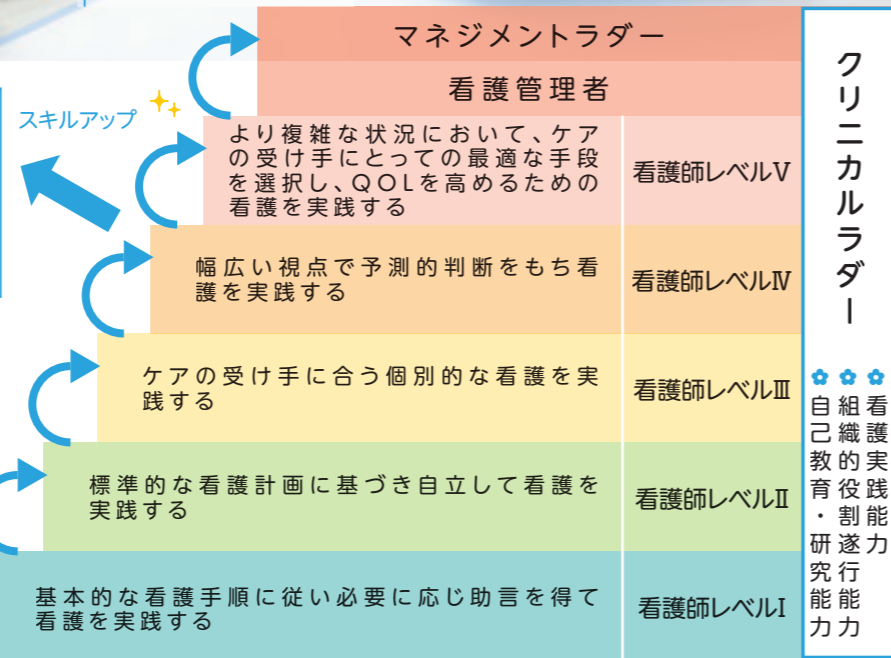 マネジメントラダー
看護管理者
スキルアップ
より複雑な状況において、ケア
の受け手にとっての最適な手段
を選択し、QOLを高めるための
看護を実践する
看護師レベルⅤ
幅広い視点で予測的判断をもち看
護を実践する
看護師レベルⅣ
ケアの受け手に合う個別的な看護を実
践する
看護師レベルⅢ
標準的な看護計画に基づき自立して看護を
実践する
看護師レベルⅡ
基本的な看護手順に従い必要に応じ助言を得て
看護を実践する
看護師レベルⅠ
クリニカルラダー
看護実践能力
組織的役割遂行能力
自己教育・研究能力